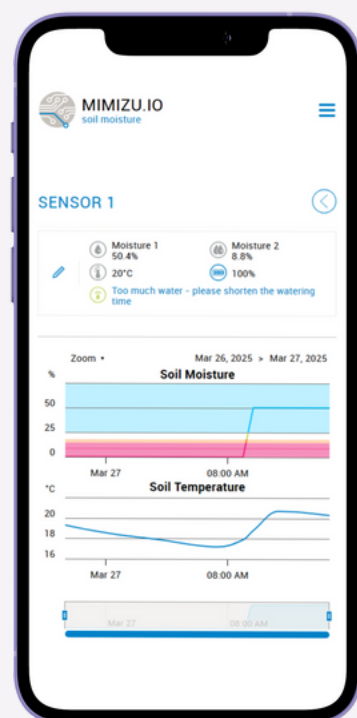 MIMIZU.IO
soil moisture
SENSOR 1
Moisture 1
50.4%
Moisture 2
8.8%
20°C
100%
Too much water - please shorten the watering
time
Zoom
Mar 26, 2025 > Mar 27, 2025
%
Soil Moisture
50
25
0
Mar 27
08:00 AM
°C
Soil Temperature
20
18
16
Mar 27
08:00 AM
Mar 27
08:00 AM